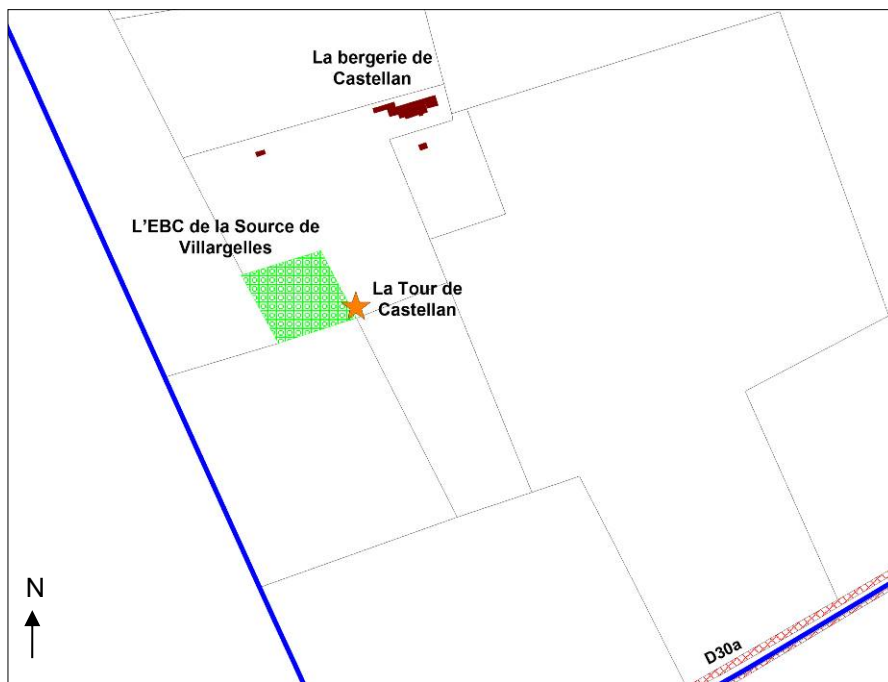 La bergerie de
Castellan
L'EBC de la Source de
Villargelles
La Tour de
Castellan
N
D30a